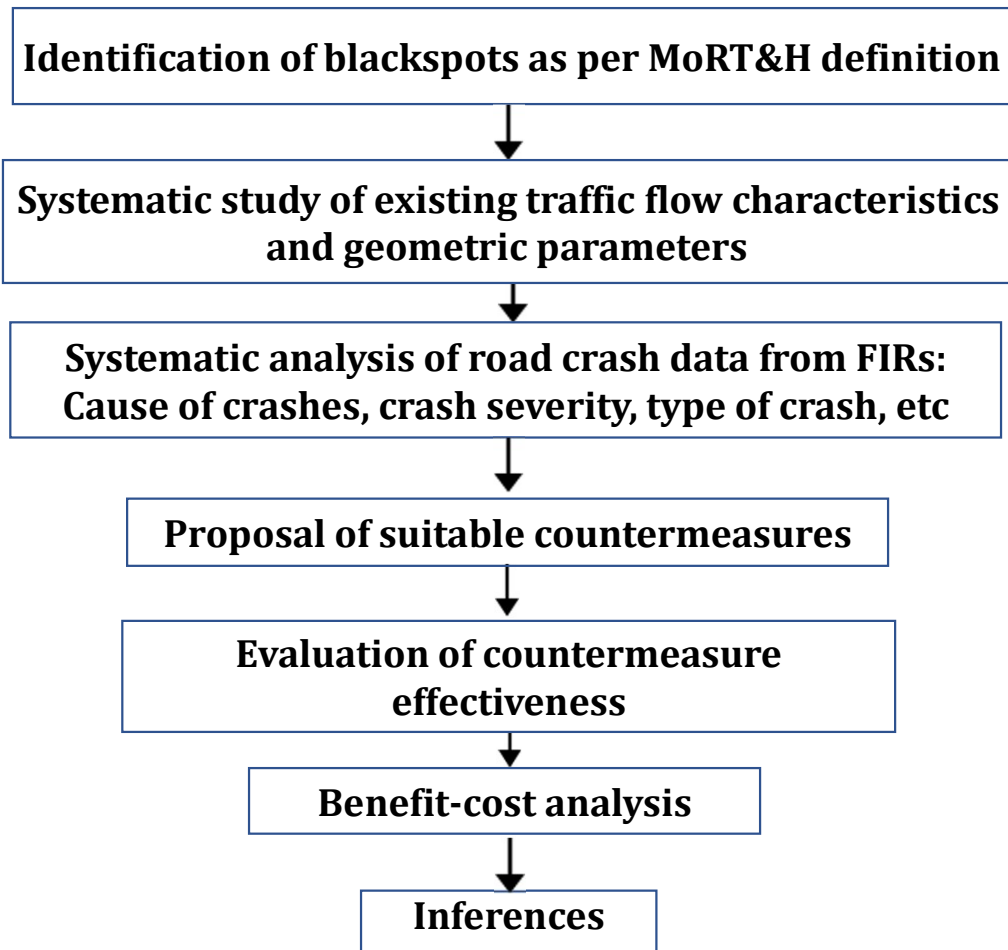 Identification of blackspots as per MoRT&H definition
Systematic study of existing traffic flow characteristics
and geometric parameters
Systematic analysis of road crash data from FIRs:
Cause of crashes, crash severity, type of crash, etc
Proposal of suitable countermeasures
Evaluation of countermeasure
effectiveness
Benefit-cost analysis
Inferences